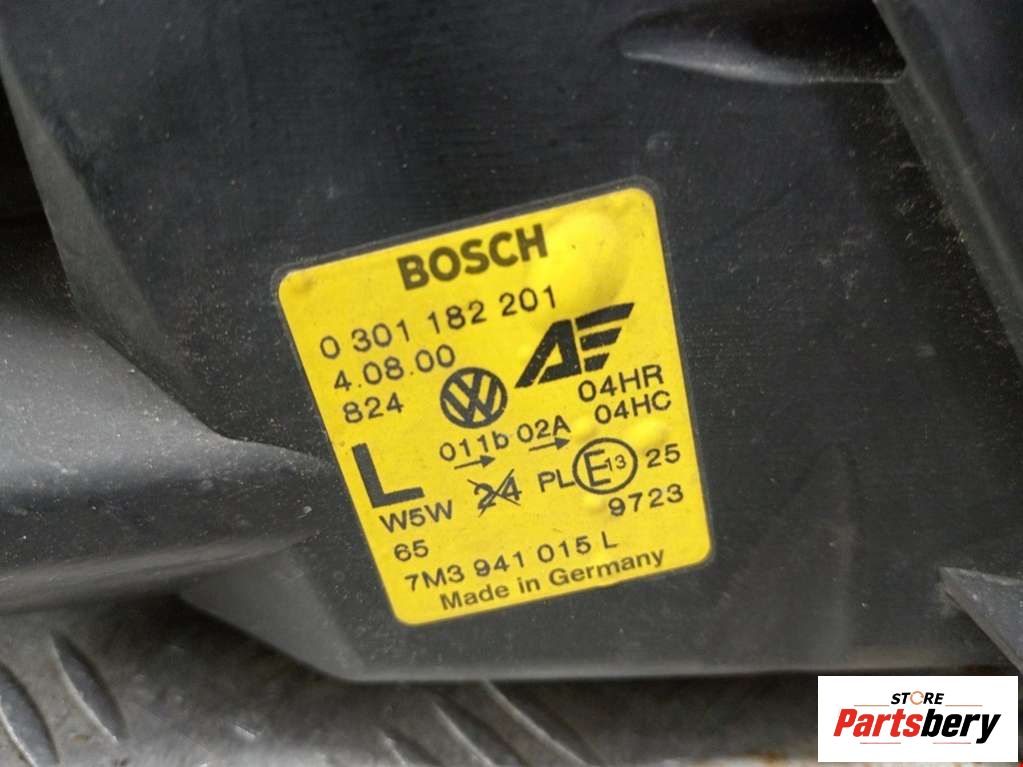 BOSCH
0 301 182 201
4.08.00
824
AF
04HR
04HC
011b 02A
L
W5W 24 PL E13 25
65
9723
7M3 941 015 L
Made in Germany
STORE
Partsbery